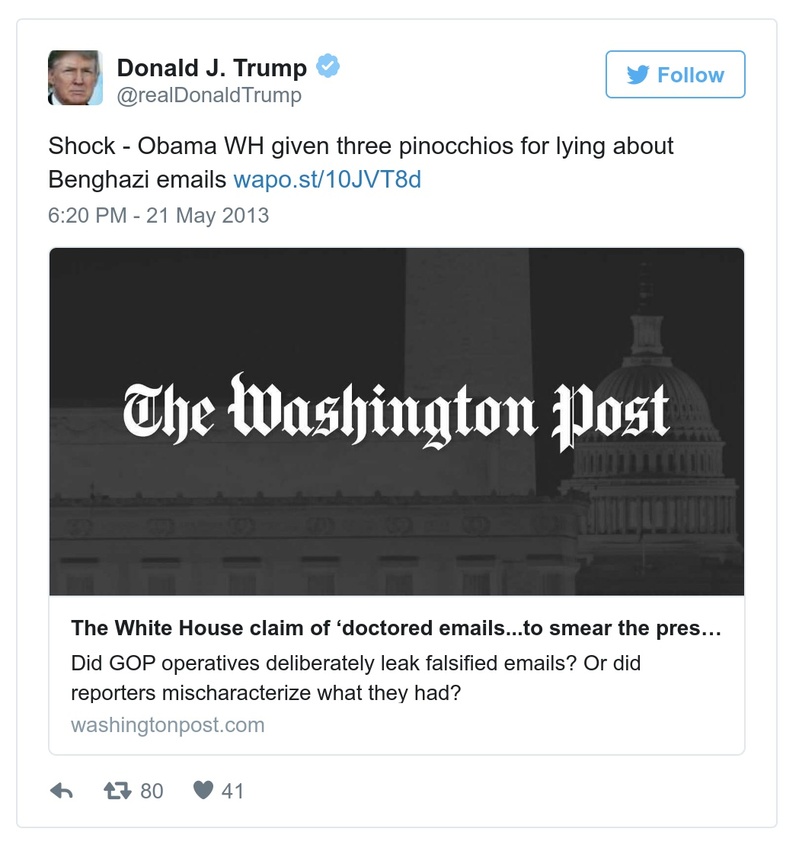 Donald J. Trump
@realDonaldTrump
Follow
Shock - Obama WH given three pinocchios for lying about
Benghazi emails wapo.st/10JVT8d
6:20 PM - 21 May 2013
The Washington Post
The White House claim of ‘doctored emails...to smear the pres...
Did GOP operatives deliberately leak falsified emails? Or did
reporters mischaracterize what they had?
washingtonpost.com
80 41